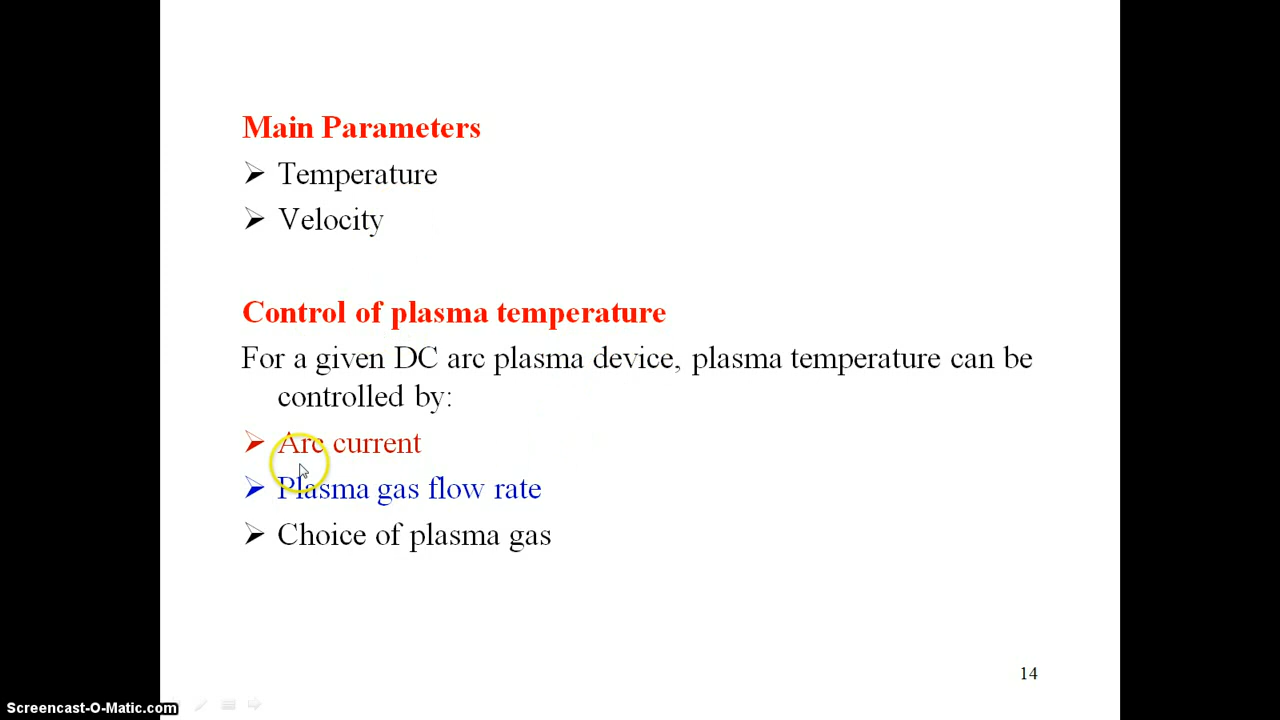 Main Parameters
➢ Temperature
➢ Velocity
Control of plasma temperature
For a given DC arc plasma device, plasma temperature can be
controlled by:
➢ Arc current
➢ Plasma gas flow rate
➢ Choice of plasma gas
14
Screencast-O-Matic.com